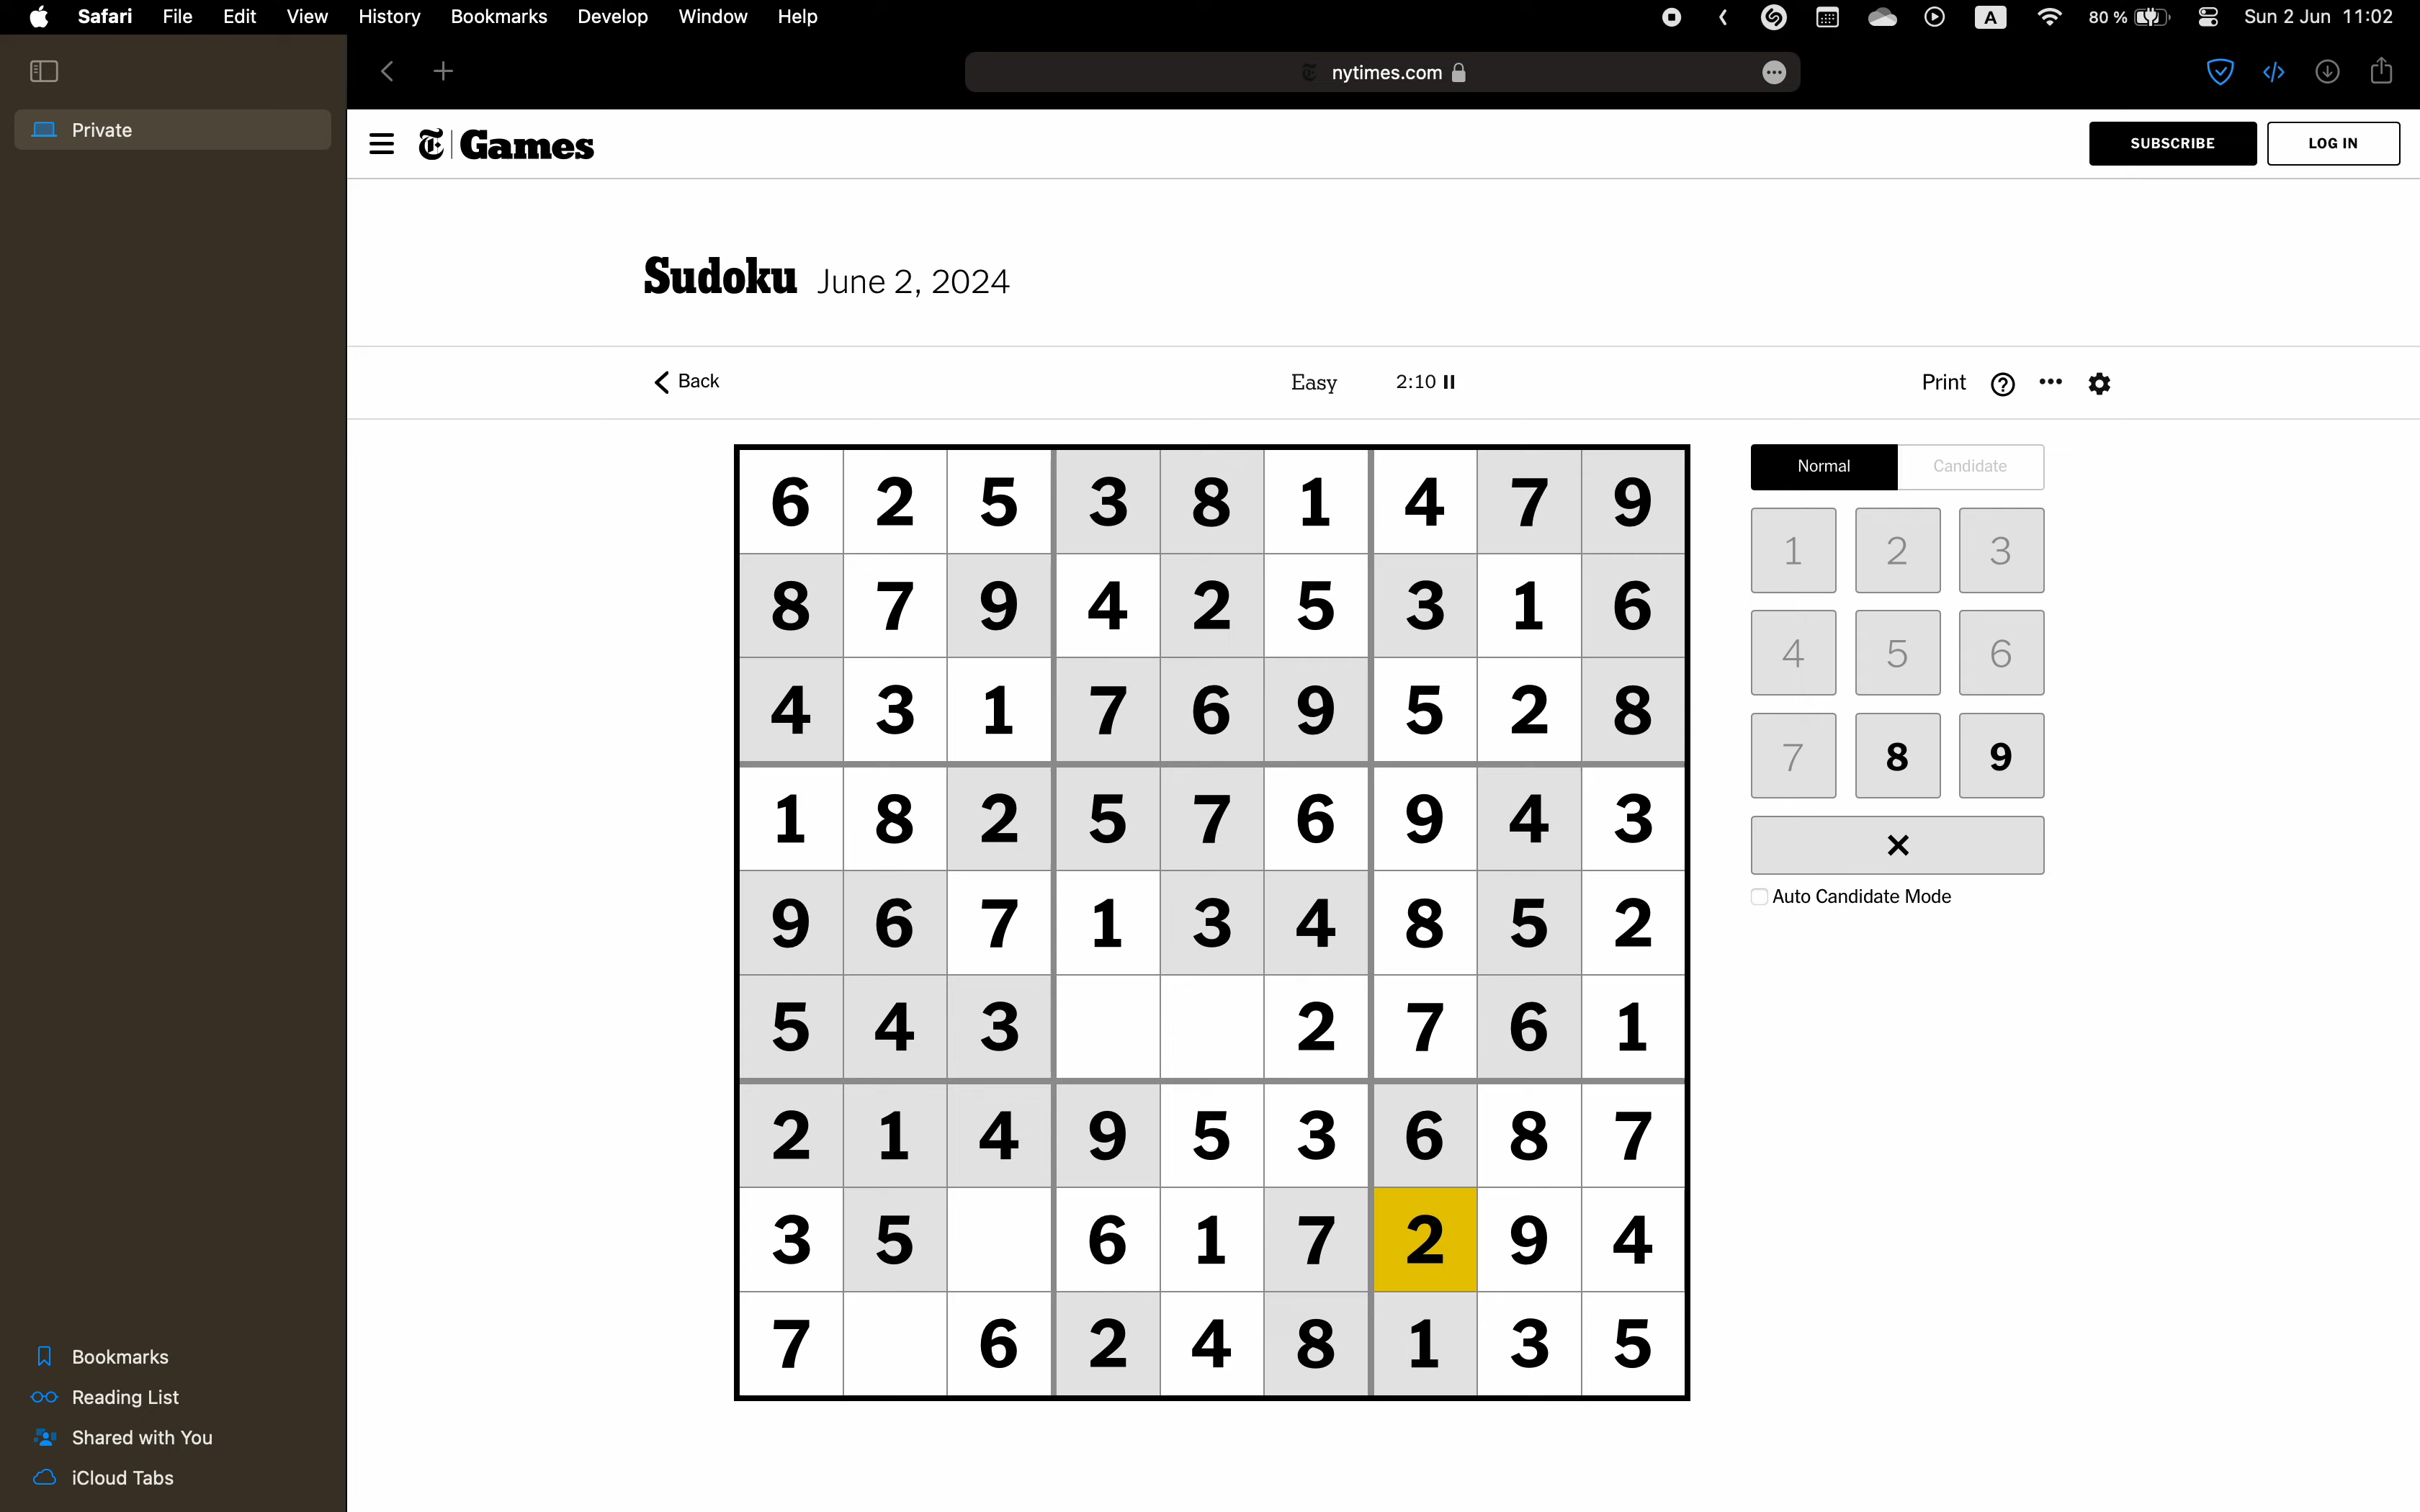 Safari File Edit View History Bookmarks Develop Window Help A 80 % Sun 2 Jun 11:02
nytimes.com
Private
Games SUBSCRIBE LOG IN
Sudoku June 2, 2024
Back Easy 2:10 Print
Normal Candidate
6 2 5 3 8 1 4 7 9
8 7 9 4 2 5 3 1 6
4 3 1 7 6 9 5 2 8
1 8 2 5 7 6 9 4 3
9 6 7 1 3 4 8 5 2
5 4 3 2 7 6 1
2 1 4 9 5 3 6 8 7
3 5 6 1 7 2 9 4
7 6 2 4 8 1 3 5
1 2 3
4 5 6
7 8 9
Auto Candidate Mode
Bookmarks
Reading List
Shared with You
iCloud Tabs